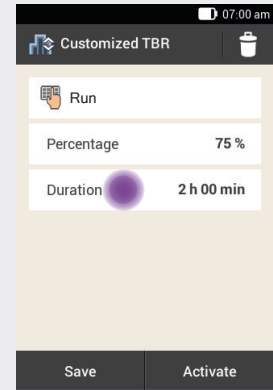 07:00 am
Customized TBR
Run
Percentage 75 %
Duration 2 h 00 min
Save Activate